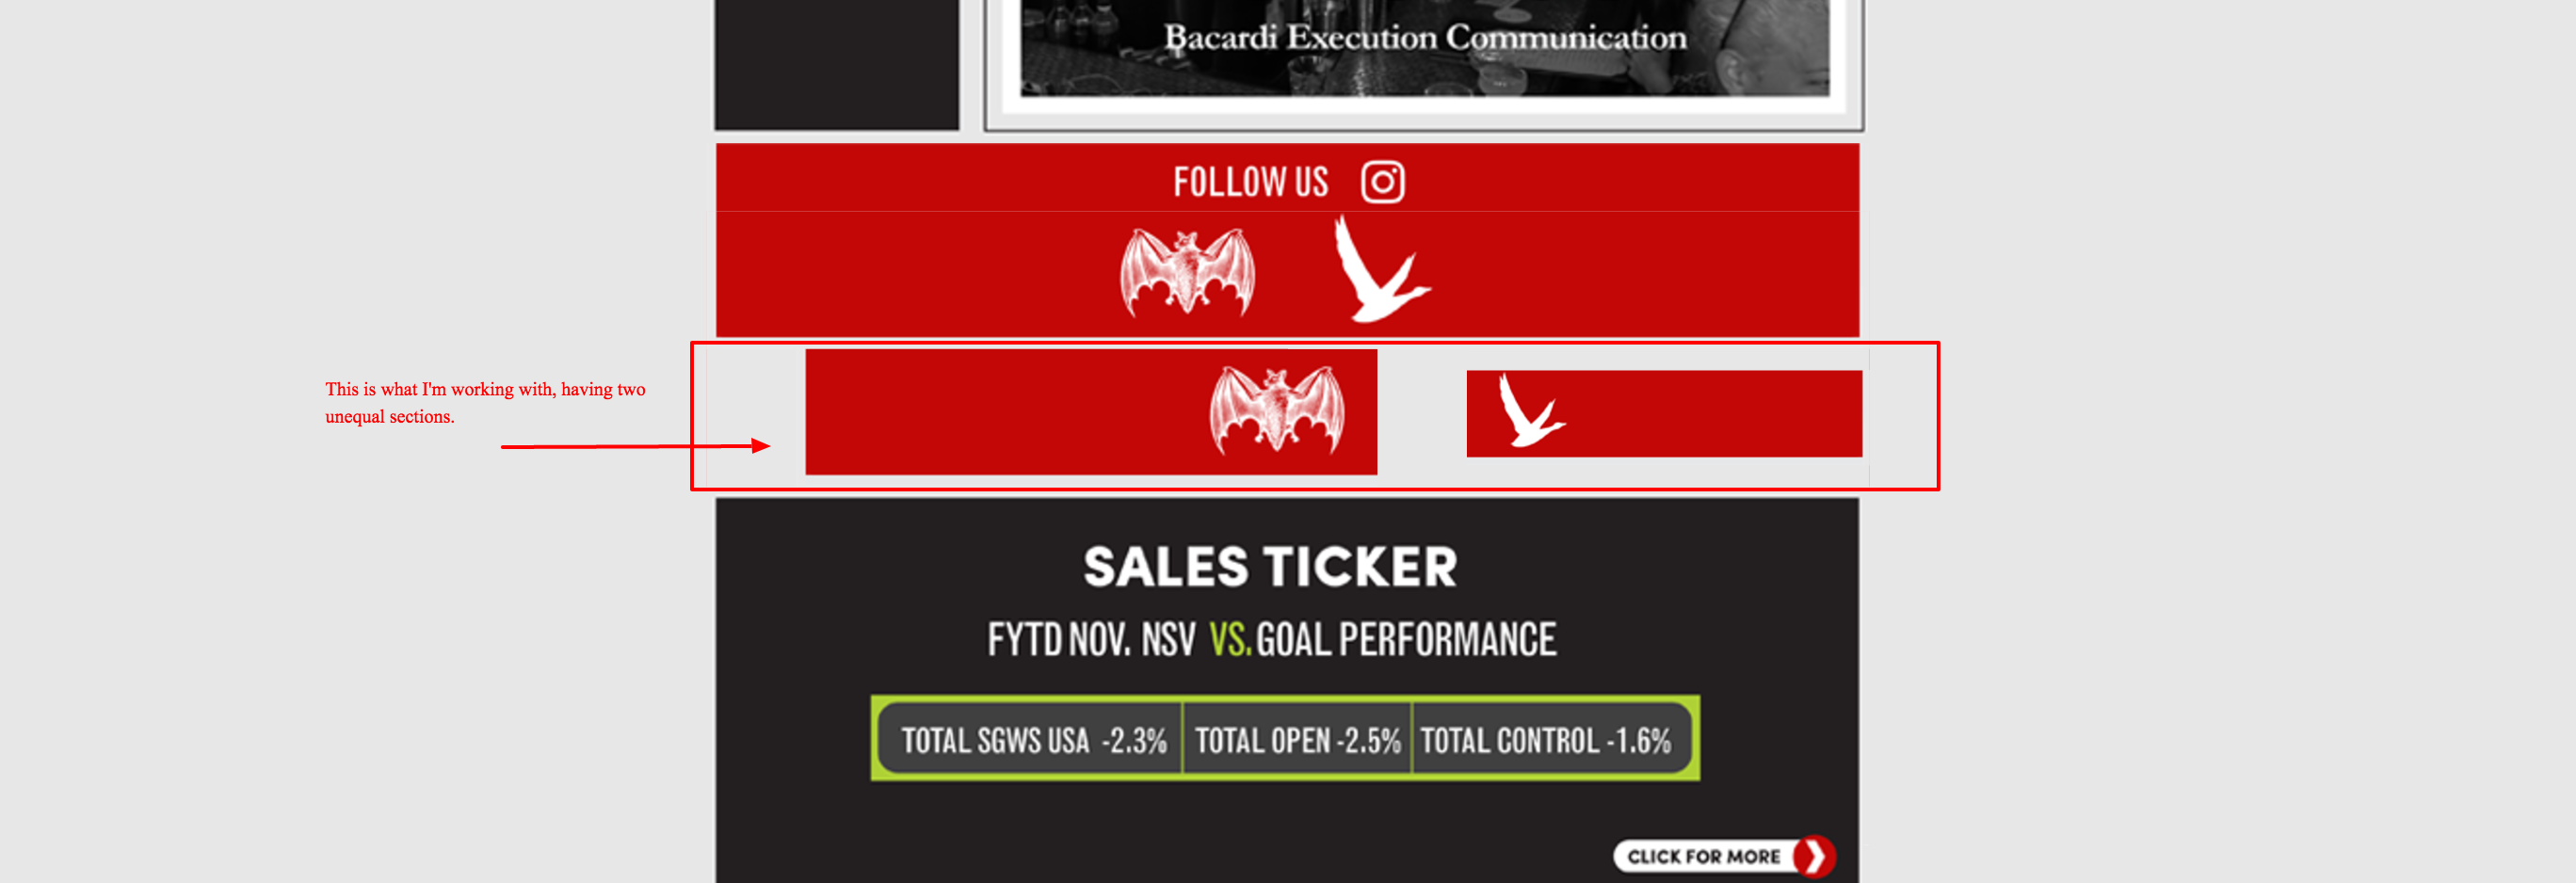 Bacardi Execution Communication
FOLLOW US
This is what I'm working with, having two
unequal sections.
SALES TICKER
FYTD NOV. NSV VS. GOAL PERFORMANCE
TOTAL SGWS USA -2.3% TOTAL OPEN -2.5% TOTAL CONTROL -1.6%
CLICK FOR MORE